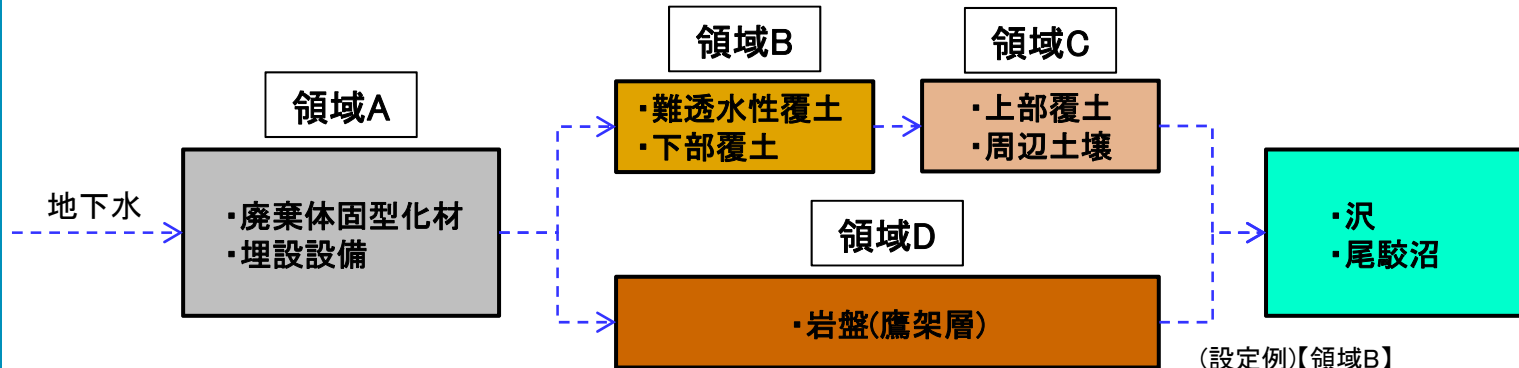 領域B
領域C
領域A
・難透水性覆土
・下部覆土
・上部覆土
・周辺土壌
地下水
・廃棄体固型化材
・埋設設備
領域D
・沢
・尾駮沼
・岩盤(鷹架層)
(設定例)【領域B】